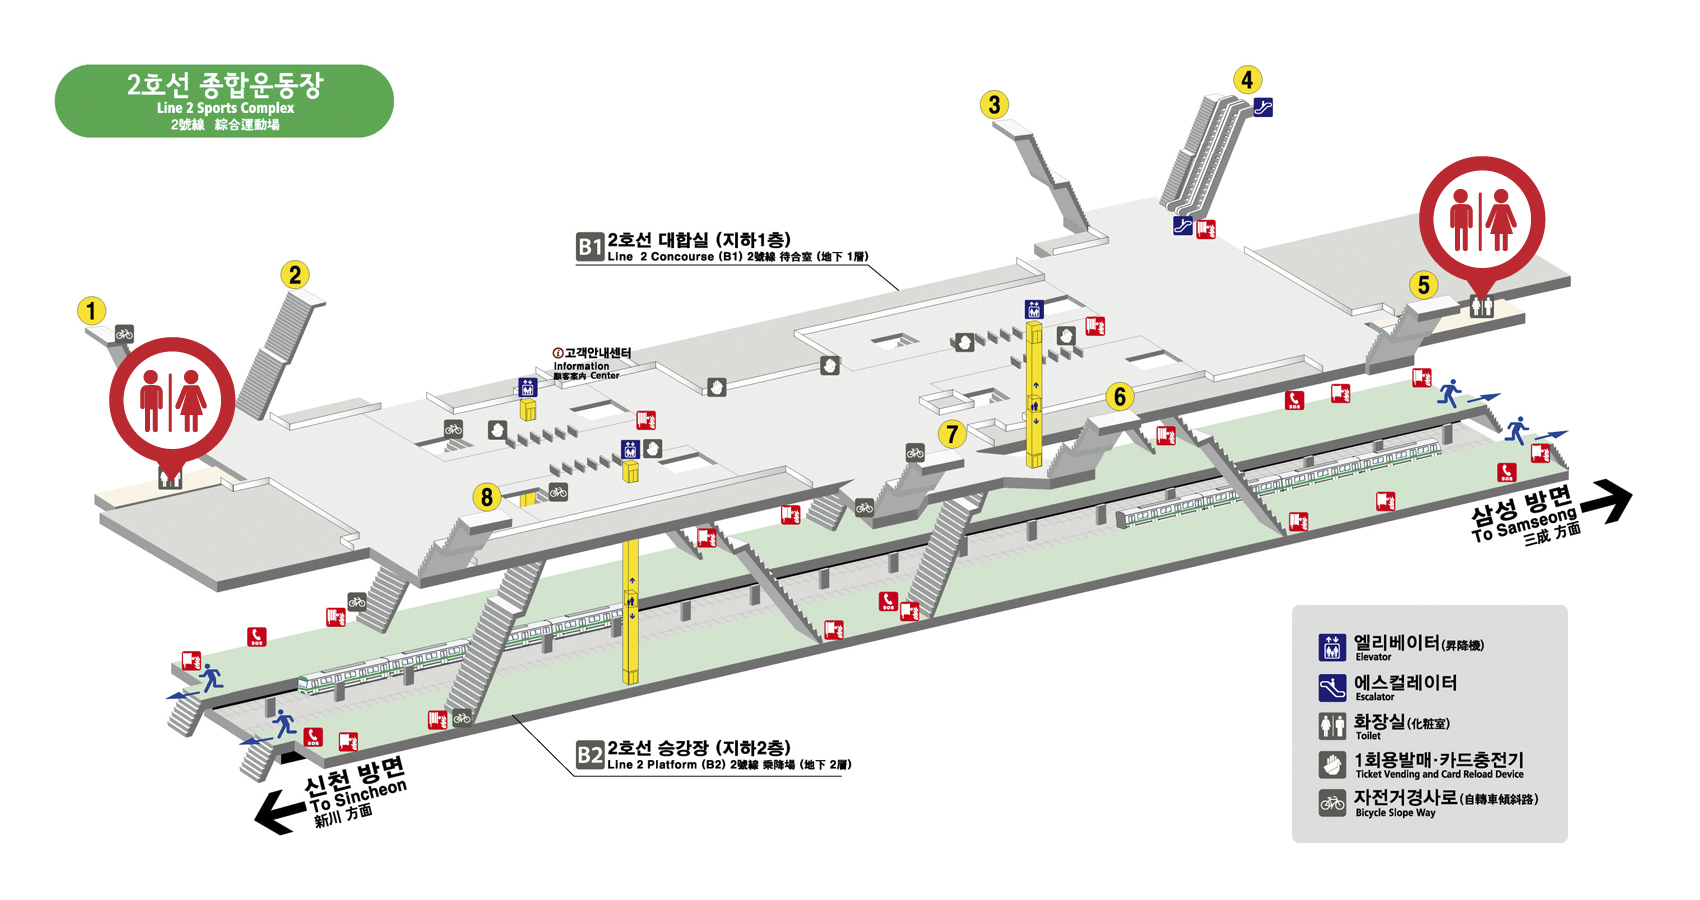 2호선 종합운동장
Line 2 Sports Complex
2號線 綜合運動場
1
2
3
4
5
6
7
8
B1 2호선 대합실 (지하1층)
Line 2 Concourse (B1) 2號線 待合室 (地下 1層)
i 고객안내센터
Information
顧客案內 Center
삼성 방면
To Samseong
三成 方面
B2 2호선 승강장 (지하2층)
Line 2 Platform (B2) 2號線 乘降場 (地下 2層)
신천 방면
To Sincheon
新川 方面
SOS
SOS
SOS
SOS
SOS
엘리베이터(昇降機)
Elevator
에스컬레이터
Escalator
화장실(化粧室)
Toilet
1회용발매·카드충전기
Ticket Vending and Card Reload Device
자전거경사로(自轉車傾斜路)
Bicycle Slope Way